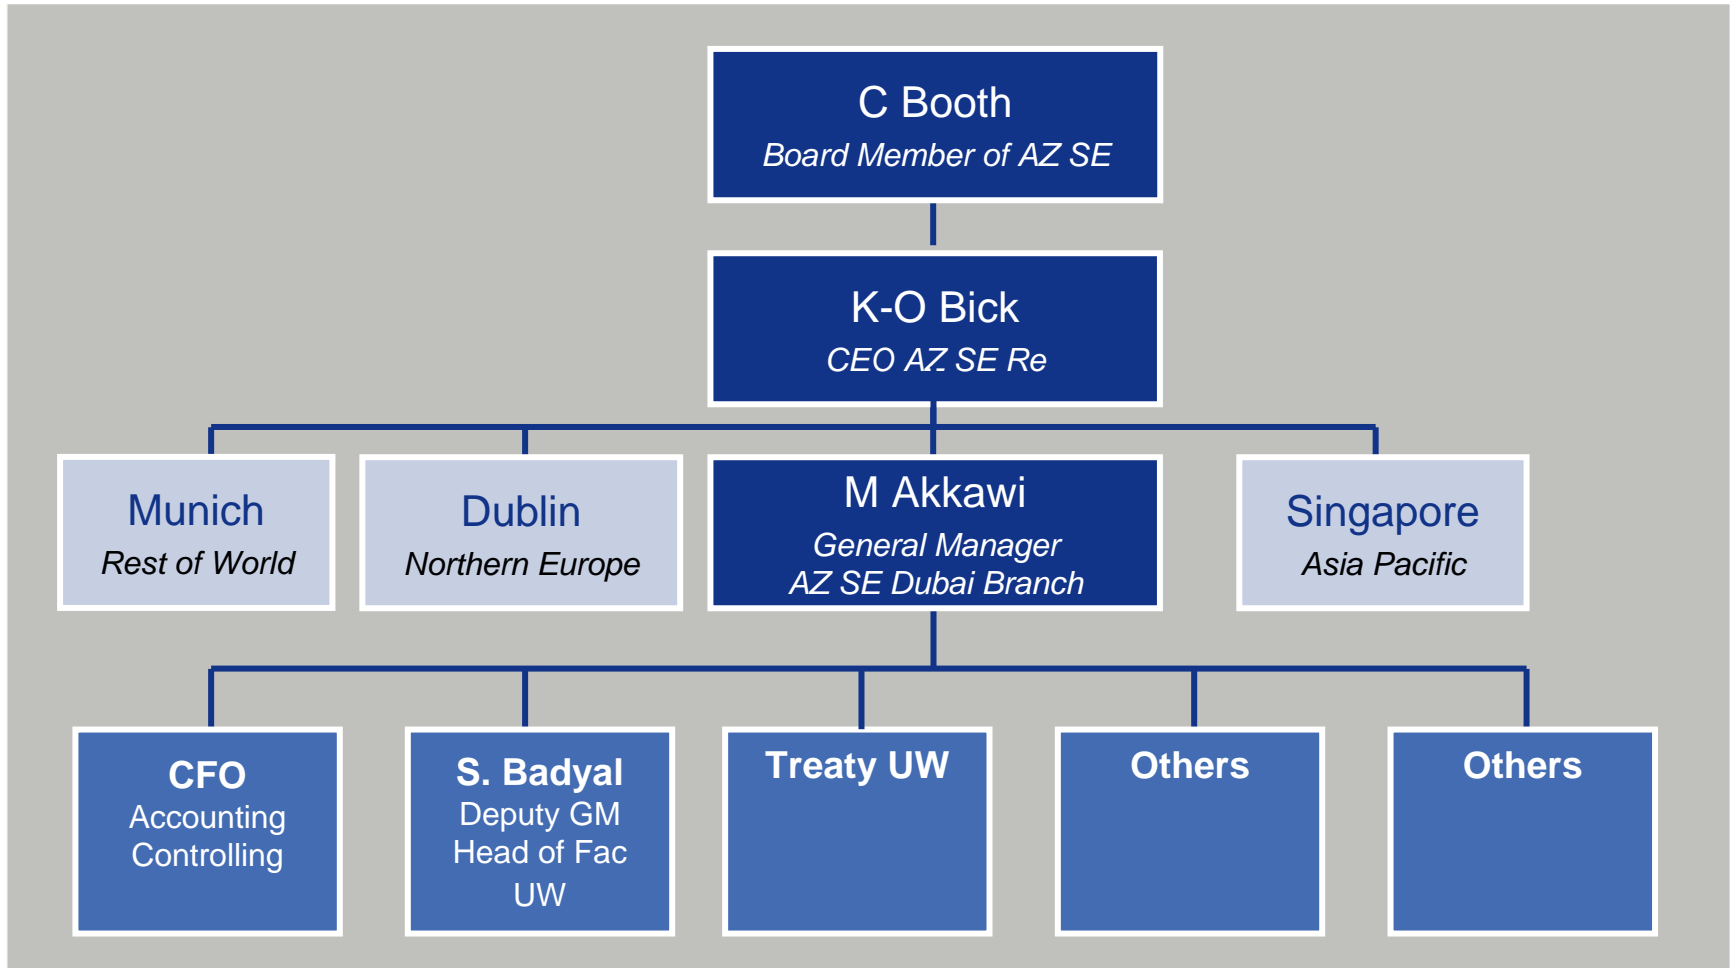 C Booth
Board Member of AZ SE
K-O Bick
CEO AZ SE Re
Munich
Rest of World
Dublin
Northern Europe
M Akkawi
General Manager
AZ SE Dubai Branch
Singapore
Asia Pacific
CFO
Accounting
Controlling
S. Badyal
Deputy GM
Head of Fac
UW
Treaty UW
Others
Others